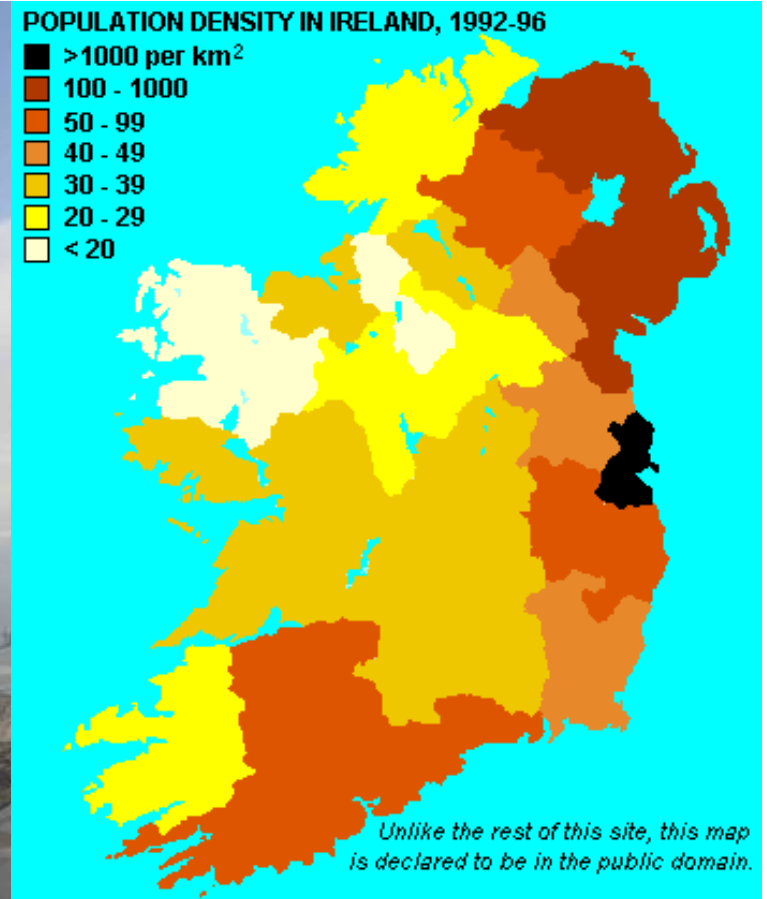 POPULATION DENSITY IN IRELAND, 1992-96
>1000 per km²
100 - 1000
50 - 99
40 - 49
30 - 39
20 - 29
< 20
Unlike the rest of this site, this map
is declared to be in the public domain.